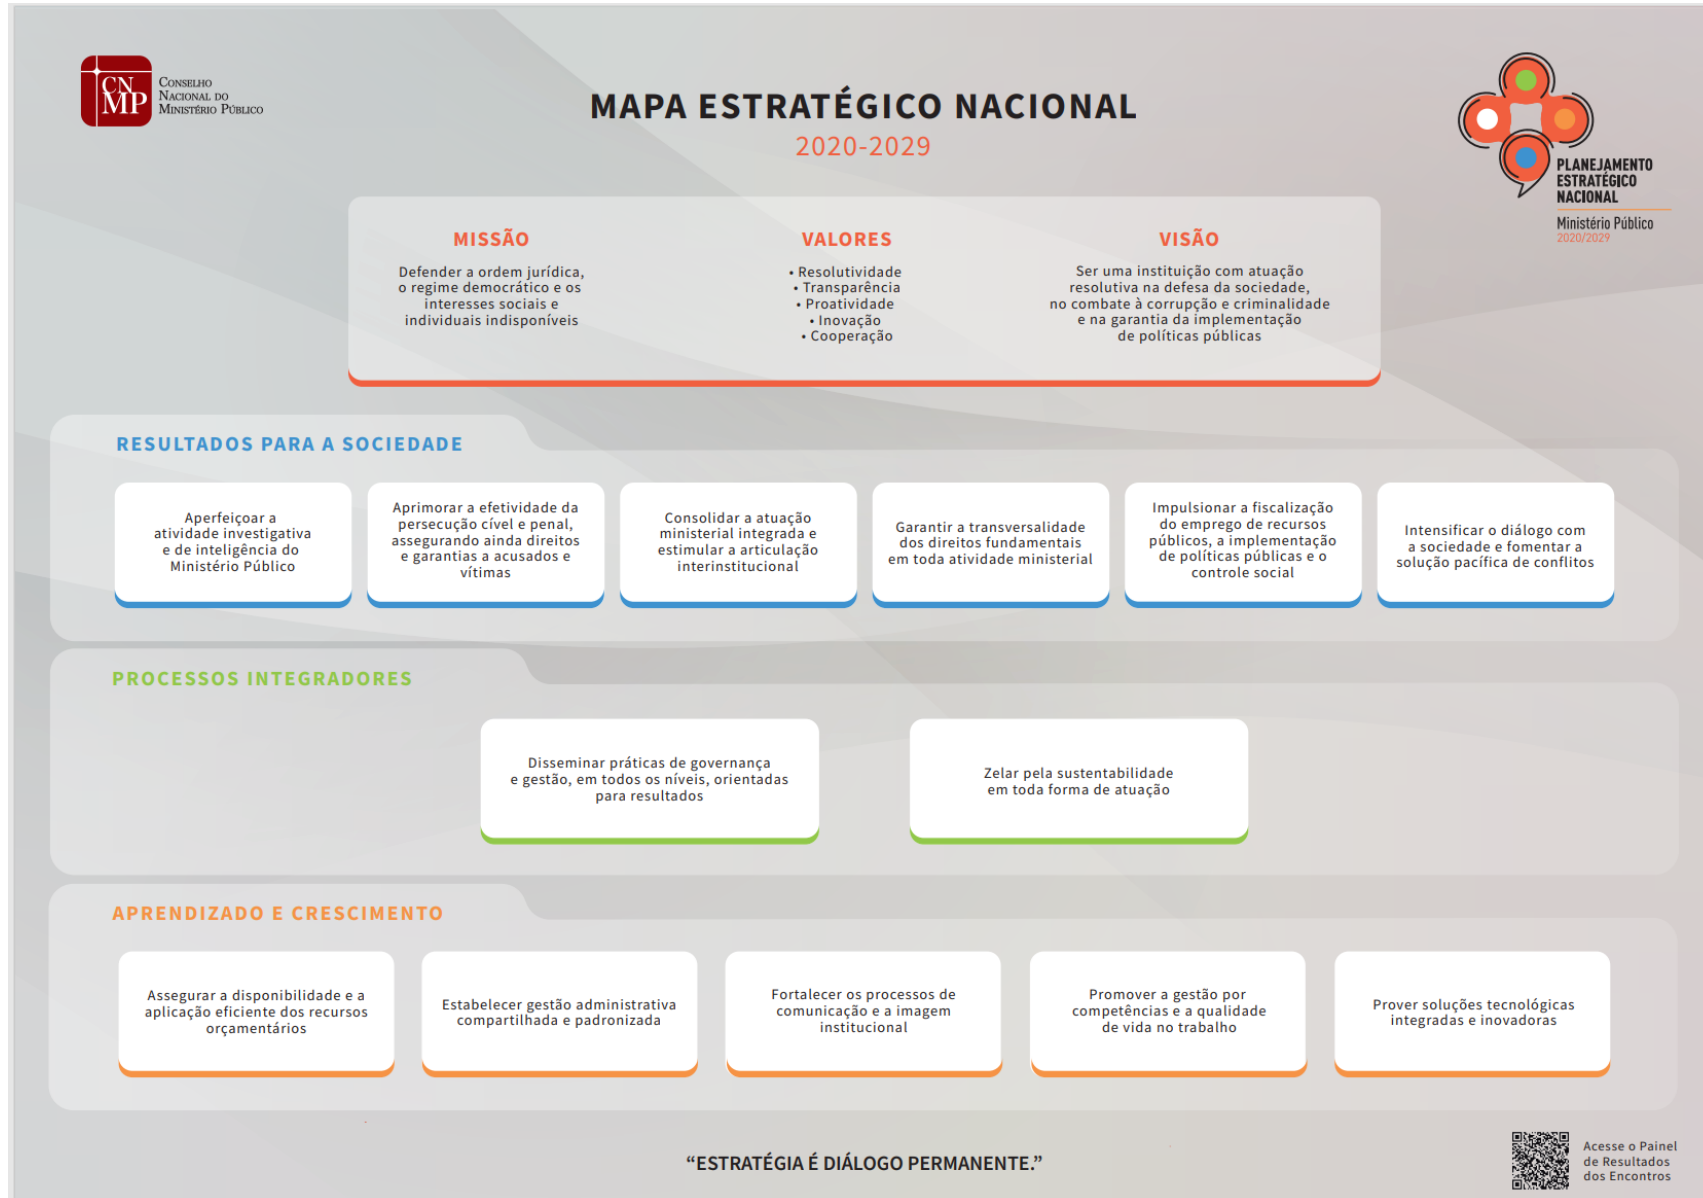 CN
MP
CONSELHO
NACIONAL DO
MINISTÉRIO PÚBLICO
MAPA ESTRATÉGICO NACIONAL
2020-2029
PLANEJAMENTO
ESTRATÉGICO
NACIONAL
Ministério Público
2020/2029
MISSÃO
Defender a ordem jurídica,
o regime democrático e os
interesses sociais e
individuais indisponíveis
VALORES
• Resolutividade
• Transparência
• Proatividade
• Inovação
• Cooperação
VISÃO
Ser uma instituição com atuação
resolutiva na defesa da sociedade,
no combate à corrupção e criminalidade
e na garantia da implementação
de políticas públicas
RESULTADOS PARA A SOCIEDADE
Aperfeiçoar a
atividade investigativa
e de inteligência do
Ministério Público
Aprimorar a efetividade da
persecução cível e penal,
assegurando ainda direitos
e garantias a acusados e
vítimas
Consolidar a atuação
ministerial integrada e
estimular a articulação
interinstitucional
Garantir a transversalidade
dos direitos fundamentais
em toda atividade ministerial
Impulsionar a fiscalização
do emprego de recursos
públicos, a implementação
de políticas públicas e o
controle social
Intensificar o diálogo com
a sociedade e fomentar a
solução pacífica de conflitos
PROCESSOS INTEGRADORES
Disseminar práticas de governança
e gestão, em todos os níveis, orientadas
para resultados
Zelar pela sustentabilidade
em toda forma de atuação
APRENDIZADO E CRESCIMENTO
Assegurar a disponibilidade e a
aplicação eficiente dos recursos
orçamentários
Estabelecer gestão administrativa
compartilhada e padronizada
Fortalecer os processos de
comunicação e a imagem
institucional
Promover a gestão por
competências e a qualidade
de vida no trabalho
Prover soluções tecnológicas
integradas e inovadoras
“ESTRATÉGIA É DIÁLOGO PERMANENTE.”
Acesse o Painel
de Resultados
dos Encontros